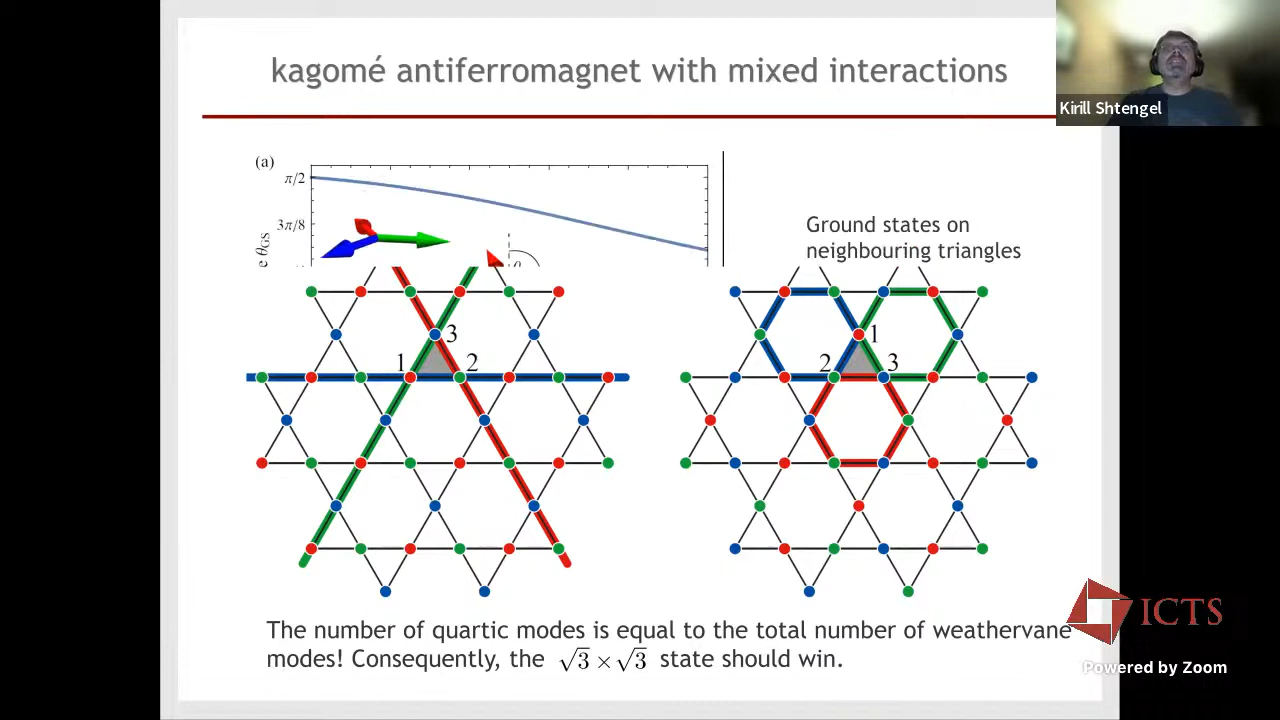 kagomé antiferromagnet with mixed interactions
Kirill Shtengel
(a)
π/2
3π/8
e θGS
θ
Ground states on
neighbouring triangles
3
1
2
1
2
3
The number of quartic modes is equal to the total number of weathervane
modes! Consequently, the √3 × √3 state should win.
ICTS
Powered by Zoom